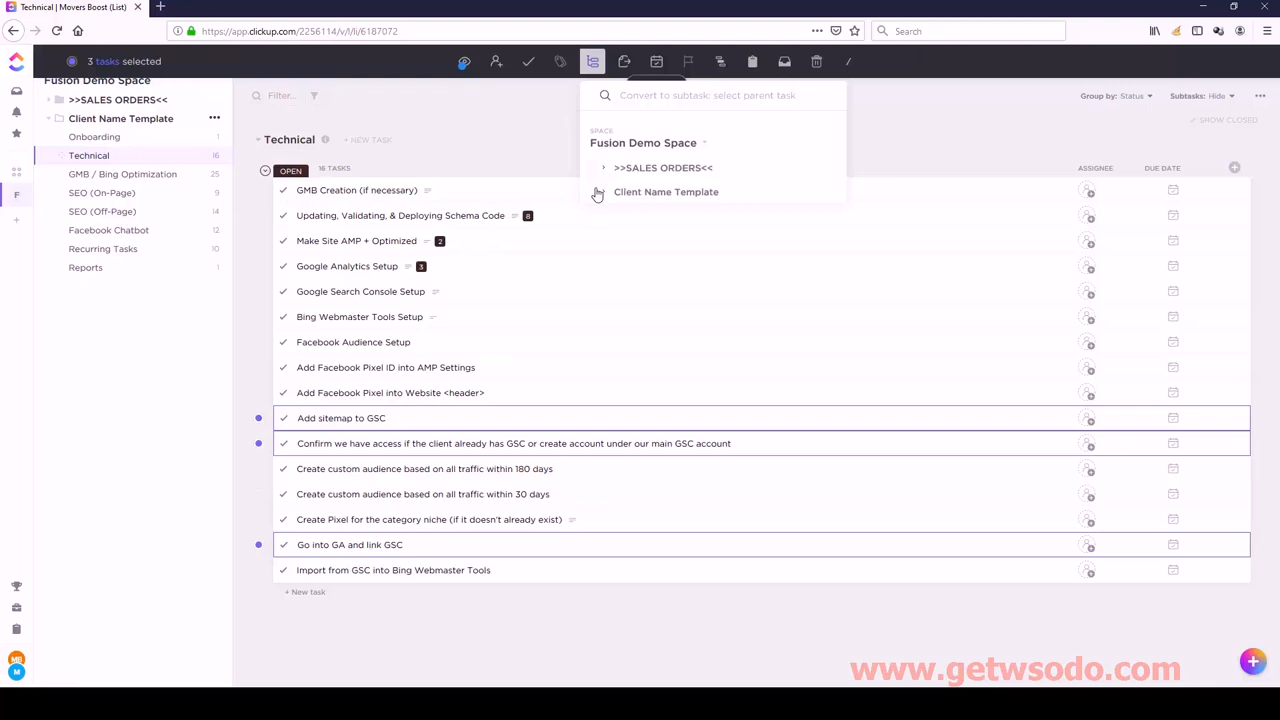 Technical | Movers Boost (List)
https://app.clickup.com/2256114/v/l/li/6187072
Search
3 tasks selected
Fusion Demo Space
>>SALES ORDERS<<
Client Name Template
Onboarding 1
Technical 16
GMB / Bing Optimization 25
SEO (On-Page) 3
SEO (Off-Page) 4
Facebook Chatbot 12
Recurring Tasks 10
Reports 1
F
MB
M
Filter...
Group by: Status
Subtasks: Hide
SHOW CLOSED
Technical + NEW TASK
OPEN 16 TASKS ASSIGNEE DUE DATE
Convert to subtask: select parent task
SPACE
Fusion Demo Space
>>SALES ORDERS<<
Client Name Template
GMB Creation (if necessary)
Updating, Validating, & Deploying Schema Code 8
Make Site AMP + Optimized 2
Google Analytics Setup 3
Google Search Console Setup
Bing Webmaster Tools Setup
Facebook Audience Setup
Add Facebook Pixel ID into AMP Settings
Add Facebook Pixel into Website <header>
Add sitemap to GSC
Confirm we have access if the client already has GSC or create account under our main GSC account
Create custom audience based on all traffic within 180 days
Create custom audience based on all traffic within 30 days
Create Pixel for the category niche (if it doesn't already exist)
Go into GA and link GSC
Import from GSC into Bing Webmaster Tools
+ New task
www.getwsodo.com